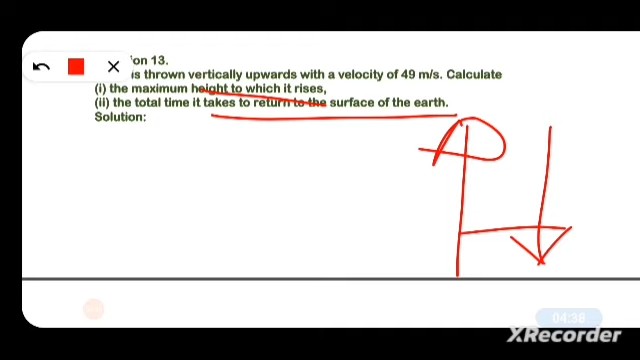 on 13.
is thrown vertically upwards with a velocity of 49 m/s. Calculate
(i) the maximum height to which it rises,
(ii) the total time it takes to return to the surface of the earth.
Solution:
04:38
XRecorder